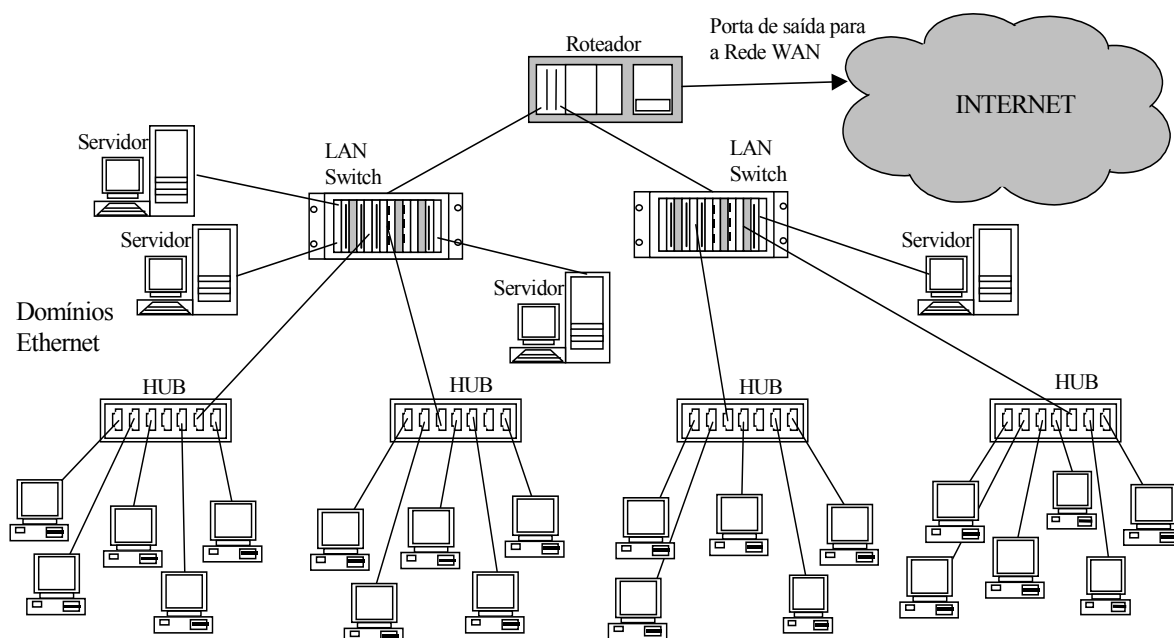 Porta de saída para
a Rede WAN
Roteador
INTERNET
Servidor
LAN
Switch
LAN
Switch
Servidor
Servidor
Servidor
Domínios
Ethernet
HUB
HUB
HUB
HUB